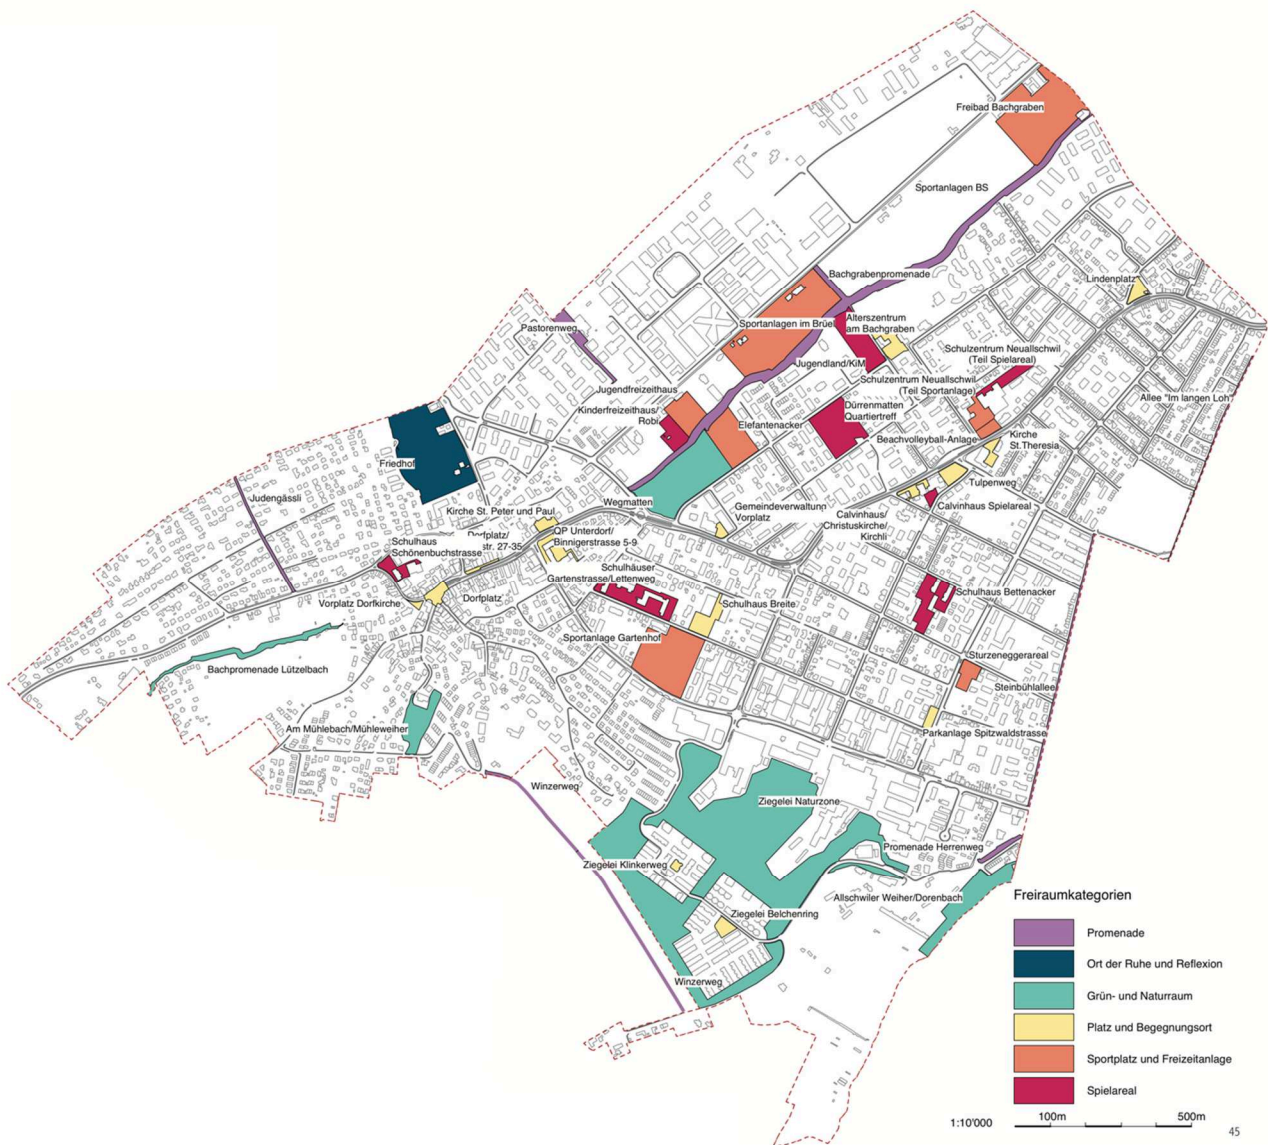 Freibad Bachgraben
Sportanlagen BS
Bachgrabenpromenade
Lindenplatz
Pastorenweg
Sportanlagen im Brüel
Alterszentrum
am Bachgraben
Schulzentrum Neuallschwil
(Teil Spielareal)
Jugendland/KiM
Schulzentrum Neuallschwil
(Teil Sportanlage)
Jugendfreizeithaus
Allee "Im langen Loh"
Kinderfreizeithaus/
Robi
Dürrenmatten
Quartiertreff
Elefantenacker
Beachvolleyball-Anlage
Kirche
St.Theresia
Friedhof
Judengässli
Tulpenweg
Wegmatten
Kirche St. Peter und Paul
Gemeindeverwaltung
Vorplatz
Calvinhaus/
Christuskirche/
Kirchli
Calvinhaus Spielareal
Dorfplatz/
str. 27-35
QP Unterdorf/
Binnigerstrasse 5-9
Schulhaus
Schönenbuchstrasse
Schulhäuser
Gartenstrasse/Lettenweg
Schulhaus Bettenacker
Vorplatz Dorfkirche
Dorfplatz
Schulhaus Breite
Sportanlage Gartenhof
Sturzeneggerareal
Bachpromenade Lützelbach
Steinbühlallee
Am Mühlebach/Mühleweiher
Parkanlage Spitzwaldstrasse
Winzerweg
Ziegelei Naturzone
Promenade Herrenweg
Ziegelei Klinkerweg
Allschwiler Weiher/Dorenbach
Ziegelei Belchenring
Winzerweg
Freiraumkategorien
Promenade
Ort der Ruhe und Reflexion
Grün- und Naturraum
Platz und Begegnungsort
Sportplatz und Freizeitanlage
Spielareal
1:10'000
100m
500m
45